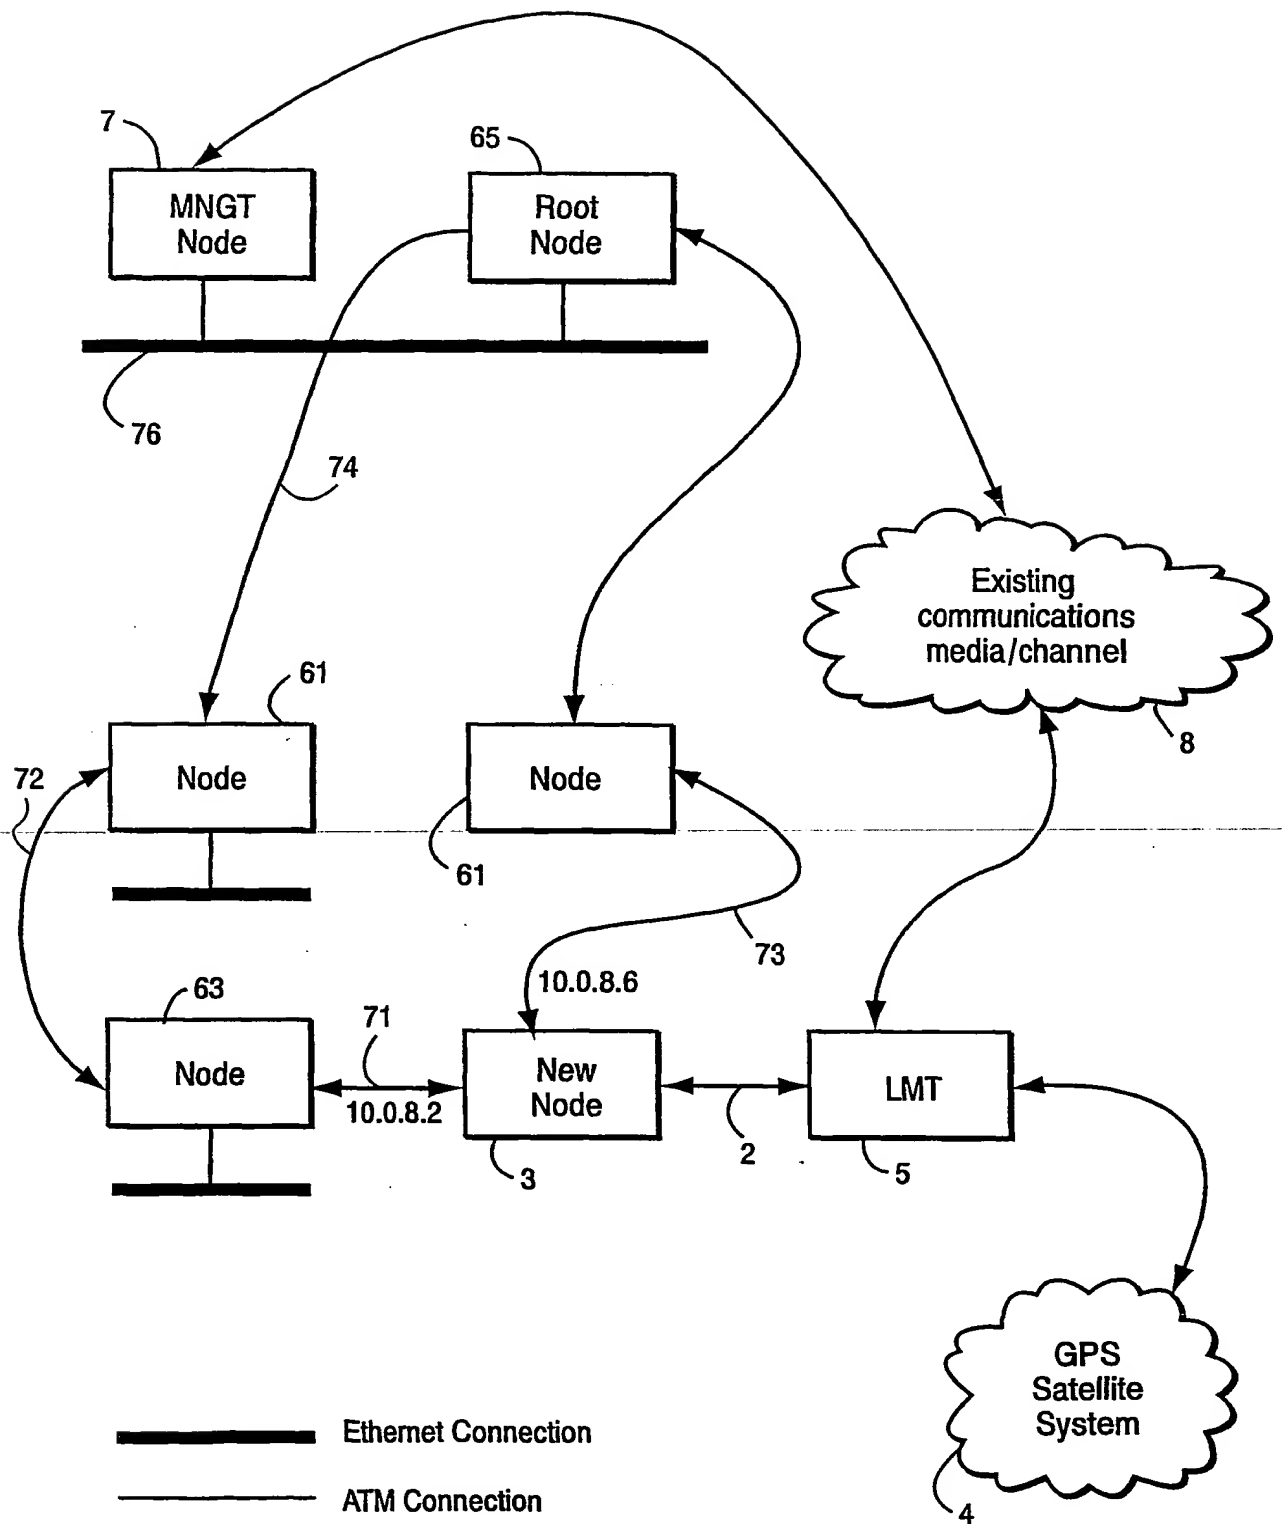 7
65
MNGT
Node
Root
Node
76
74
Existing
communications
media/channel
8
61
72
Node
Node
61
73
10.0.8.6
63
71
Node
10.0.8.2
New
Node
3
2
LMT
5
GPS
Satellite
System
4
Ethernet Connection
ATM Connection